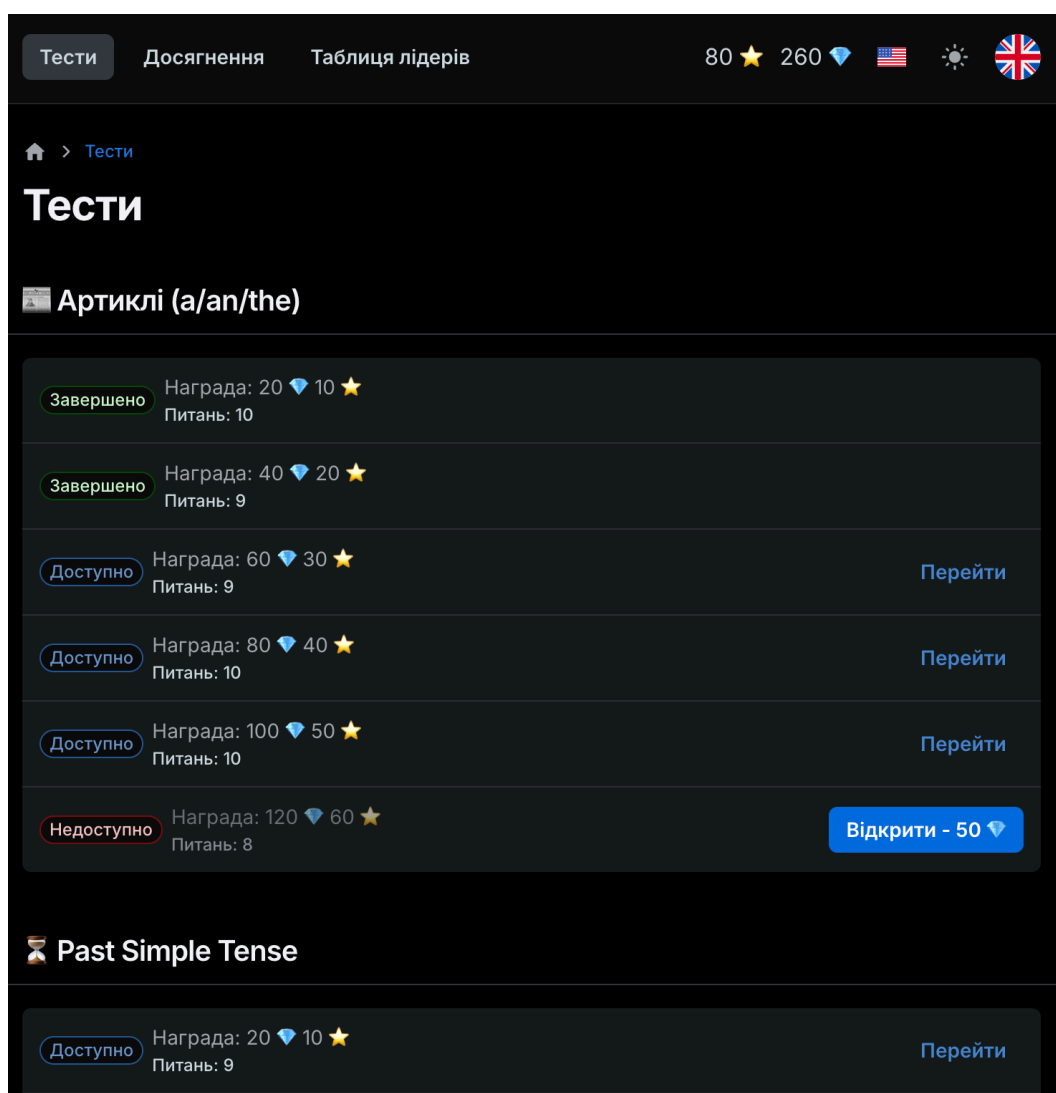 Тести Досягнення Таблиця лідерів 80 ⭐ 260 💎
Тести
Тести
📰 Артиклі (a/an/the)
Завершено Награда: 20 💎 10 ⭐
Питань: 10
Завершено Награда: 40 💎 20 ⭐
Питань: 9
Доступно Награда: 60 💎 30 ⭐ Перейти
Питань: 9
Доступно Награда: 80 💎 40 ⭐ Перейти
Питань: 10
Доступно Награда: 100 💎 50 ⭐ Перейти
Питань: 10
Недоступно Награда: 120 💎 60 ⭐ Відкрити - 50 💎
Питань: 8
⏳ Past Simple Tense
Доступно Награда: 20 💎 10 ⭐ Перейти
Питань: 9